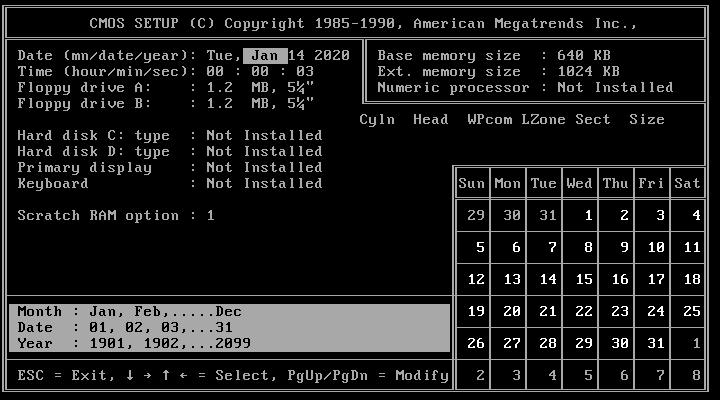 CMOS SETUP (C) Copyright 1985-1990, American Megatrends Inc.,
Date (mn/date/year): Tue, Jan 14 2020
Time (hour/min/sec): 00 : 00 : 03
Floppy drive A: : 1.2 MB, 5¼"
Floppy drive B: : 1.2 MB, 5¼"
Hard disk C: type : Not Installed
Hard disk D: type : Not Installed
Primary display : Not Installed
Keyboard : Not Installed
Scratch RAM option : 1
Base memory size : 640 KB
Ext. memory size : 1024 KB
Numeric processor : Not Installed
Cyln Head WPcom LZone Sect Size
Sun Mon Tue Wed Thu Fri Sat
29 30 31 1 2 3 4
5 6 7 8 9 10 11
12 13 14 15 16 17 18
19 20 21 22 23 24 25
26 27 28 29 30 31 1
2 3 4 5 6 7 8
Month : Jan, Feb,.....Dec
Date : 01, 02, 03,...31
Year : 1901, 1902,...2099
ESC = Exit, ↓ → ↑ ← = Select, PgUp/PgDn = Modify